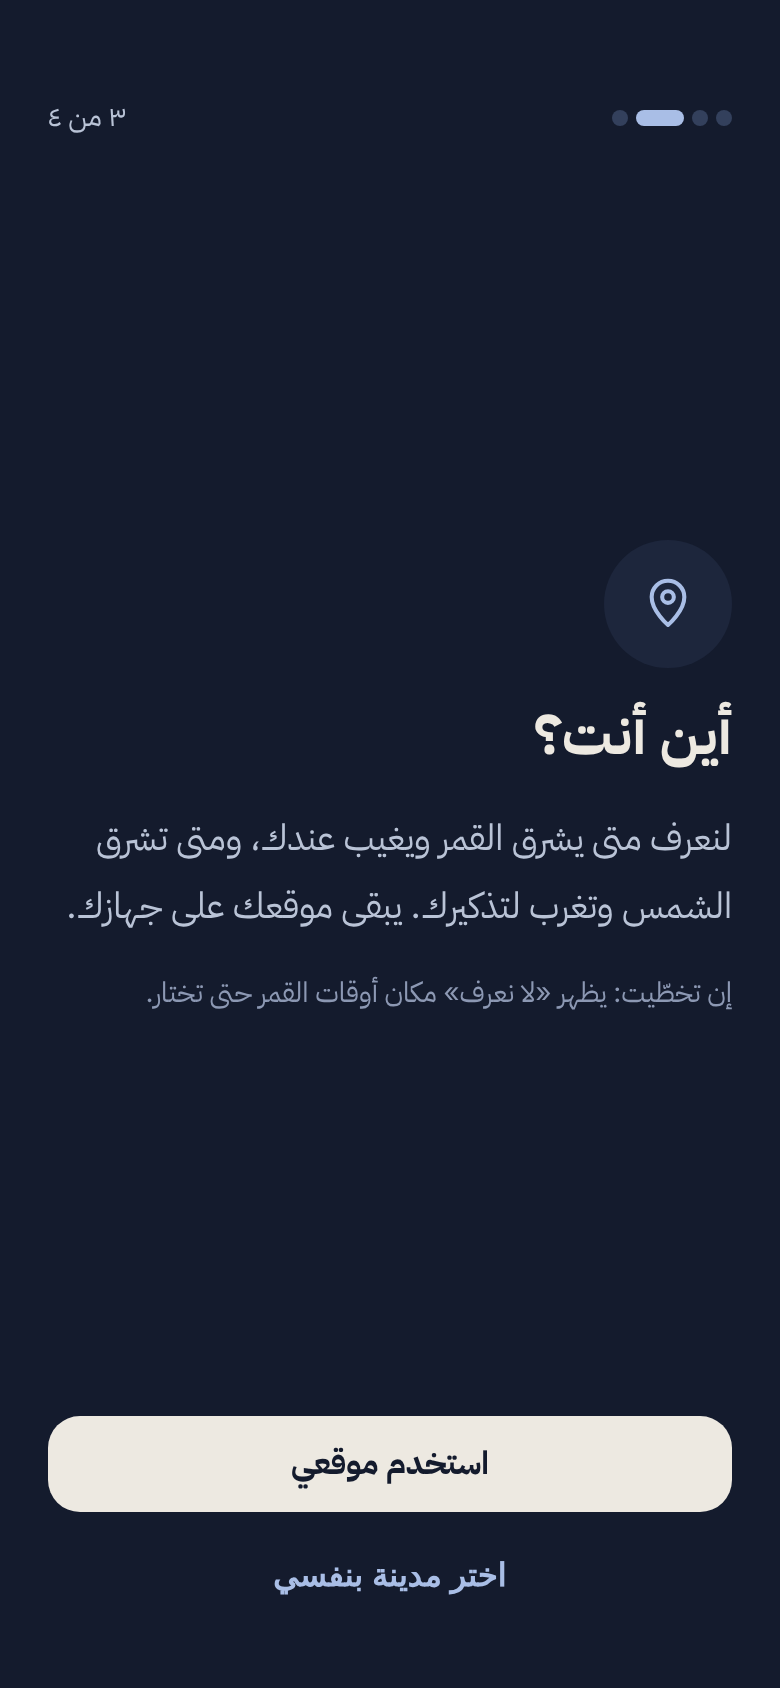 ٣ من ٤
أين أنت؟
لنعرف متى يشرق القمر ويغيب عندك، ومتى تشرق
الشمس وتغرب لتذكيرك. يبقى موقعك على جهازك.
إن تخطّيت: يظهر «لا نعرف» مكان أوقات القمر حتى تختار.
استخدم موقعي
اختر مدينة بنفسي